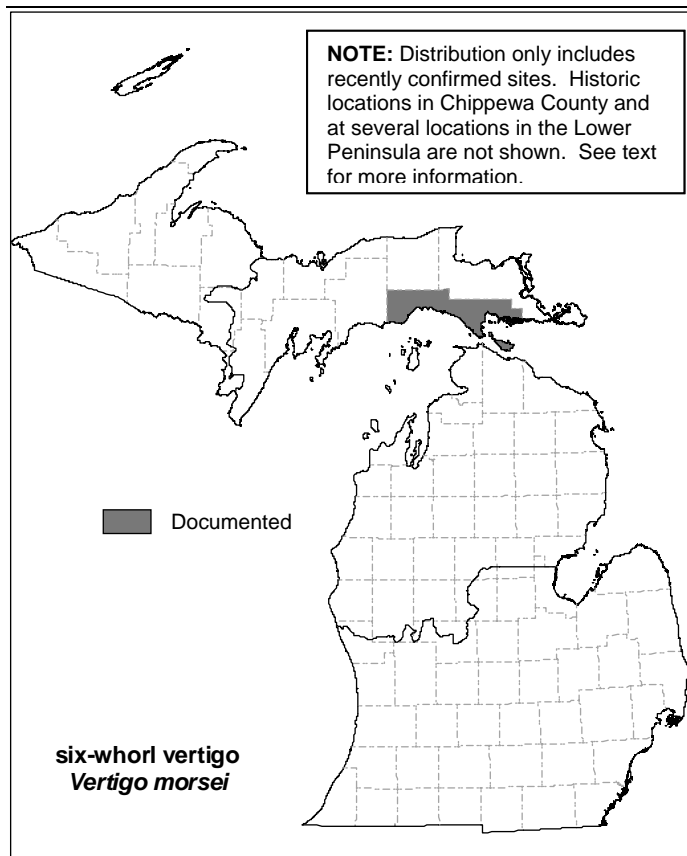 NOTE: Distribution only includes
recently confirmed sites. Historic
locations in Chippewa County and
at several locations in the Lower
Peninsula are not shown. See text
for more information.
Documented
six-whorl vertigo
Vertigo morsei